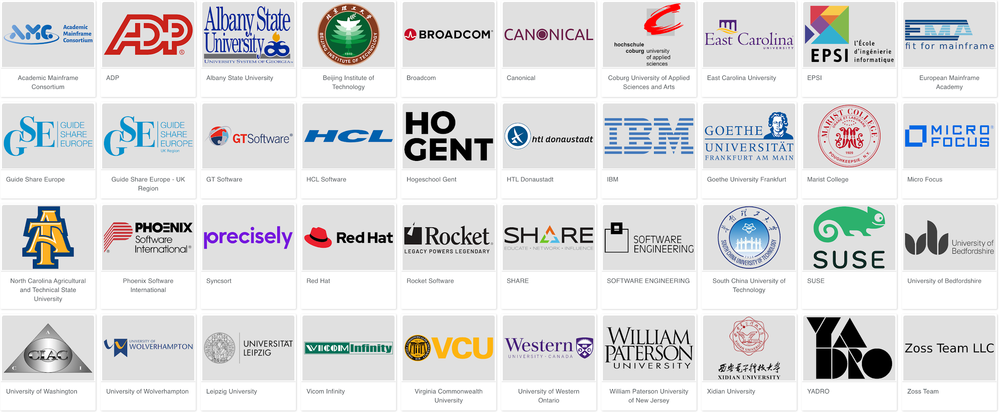 AMC Academic
Mainframe
Consortium
Academic Mainframe
Consortium
ADP®
ADP
Albany State
University
UNIVERSITY SYSTEM OF GEORGIA™
Albany State University
北京理工大学
1940
BEIJING INSTITUTE OF TECHNOLOGY
Beijing Institute of
Technology
BROADCOM®
Broadcom
CANONICAL
Canonical
hochschule
coburg university
of applied
sciences
Coburg University of Applied
Sciences and Arts
East Carolina®
UNIVERSITY
East Carolina University
l'École
d'ingénierie
informatique
EPSI
EPSI
EMA
fit for mainframe
European Mainframe
Academy
GSE GUIDE
SHARE
EUROPE
Guide Share Europe
GSE GUIDE
SHARE
EUROPE
UK Region
Guide Share Europe - UK
Region
GTSoftware®
GT Software
HCL
HCL Software
HO
GENT
Hogeschool Gent
htl donaustadt
HTL Donaustadt
IBM
IBM
GOETHE
UNIVERSITÄT
FRANKFURT AM MAIN
Goethe University Frankfurt
MARIST COLLEGE
ORARE ET LABORARE
1929
POUGHKEEPSIE, N.Y.
Marist College
MICRO®
FOCUS
Micro Focus
AT
North Carolina Agricultural
and Technical State
University
PHOENIX
Software
International®
®
Phoenix Software
International
precisely
Syncsort
Red Hat
Red Hat
Rocket®
LEGACY POWERS LEGENDARY
Rocket Software
SHARE
EDUCATE · NETWORK · INFLUENCE
SHARE
SOFTWARE
ENGINEERING
SOFTWARE ENGINEERING
华南理工大学
1934
SOUTH CHINA UNIVERSITY OF TECHNOLOGY
South China University of
Technology
SUSE
SUSE
University of
Bedfordshire
University of Bedfordshire
A
CIAC
C I
University of Washington
UNIVERSITY OF
WOLVERHAMPTON
University of Wolverhampton
UNIVERSITÄT
LEIPZIG
Leipzig University
VICOM Infinity
Vicom Infinity
VIRGINIA COMMONWEALTH UNIVERSITY
MCV
RPI
1838
VCU
Virginia Commonwealth
University
Western
UNIVERSITY · CANADA
University of Western
Ontario
WILLIAM
PATERSON
UNIVERSITY
William Paterson University
of New Jersey
XIDIAN UNIVERSITY
西安电子科技大学
XIDIAN UNIVERSITY
Xidian University
YADRO
YADRO
Zoss Team LLC
Zoss Team